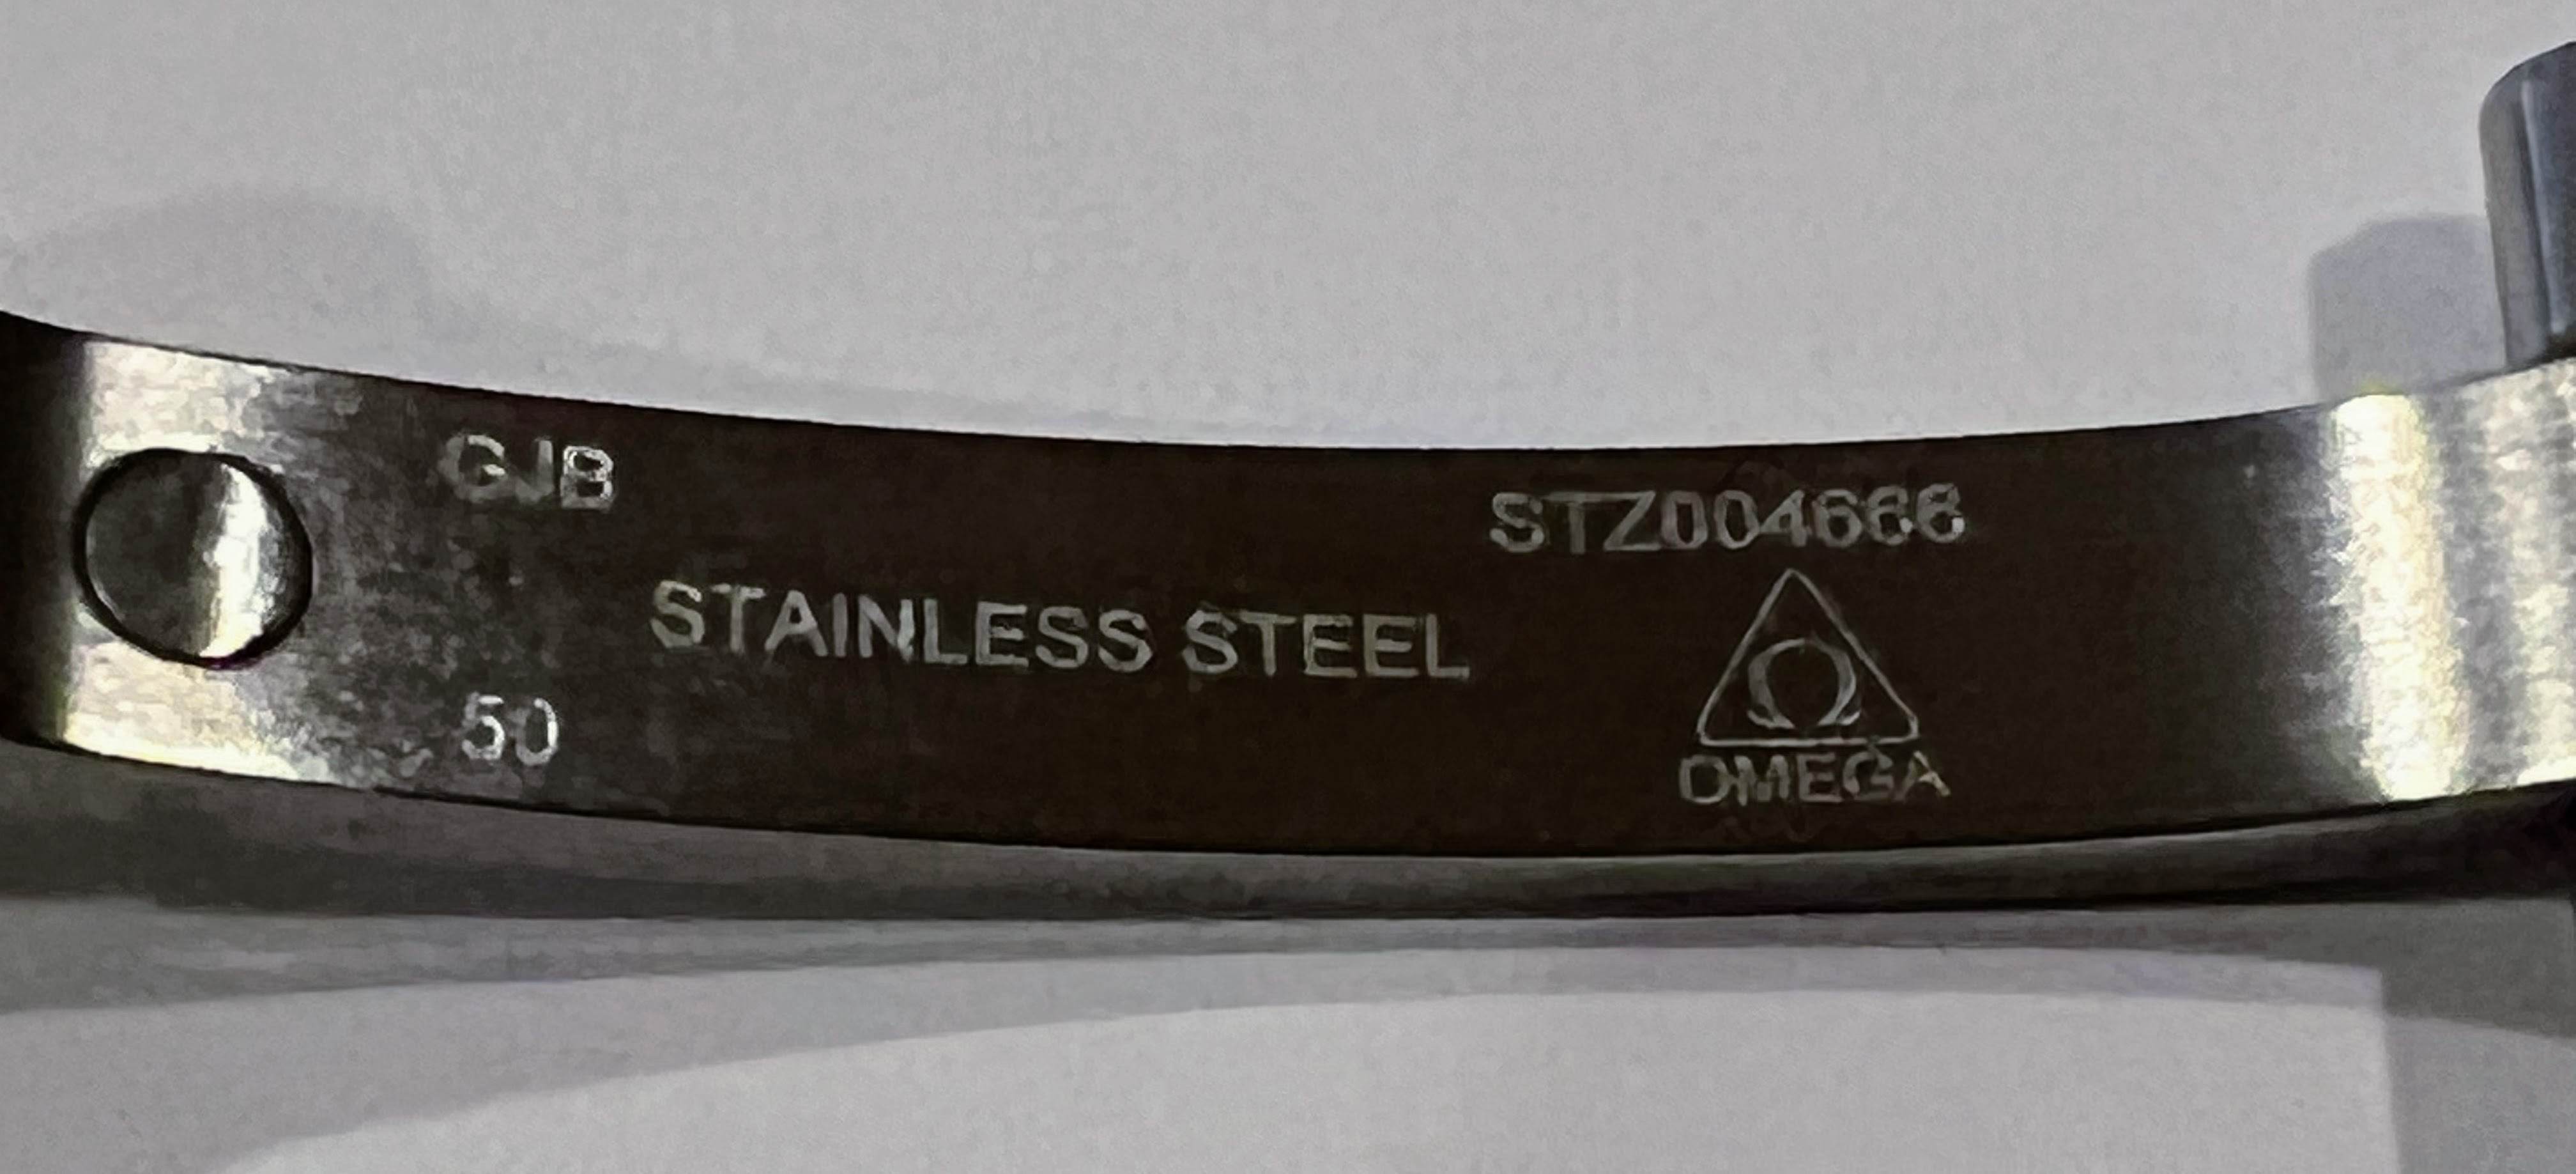 GJB
STZ004666
STAINLESS STEEL
50
Ω
OMEGA